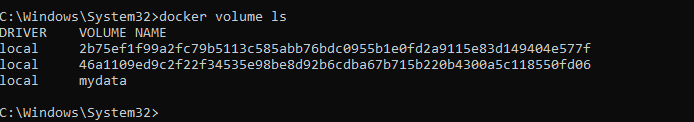 C:\Windows\System32>docker volume ls
DRIVER    VOLUME NAME
local     2b75ef1f99a2fc79b5113c585abb76bdc0955b1e0fd2a9115e83d149404e577f
local     46a1109ed9c2f22f34535e98be8d92b6cdba67b715b220b4300a5c118550fd06
local     mydata
C:\Windows\System32>